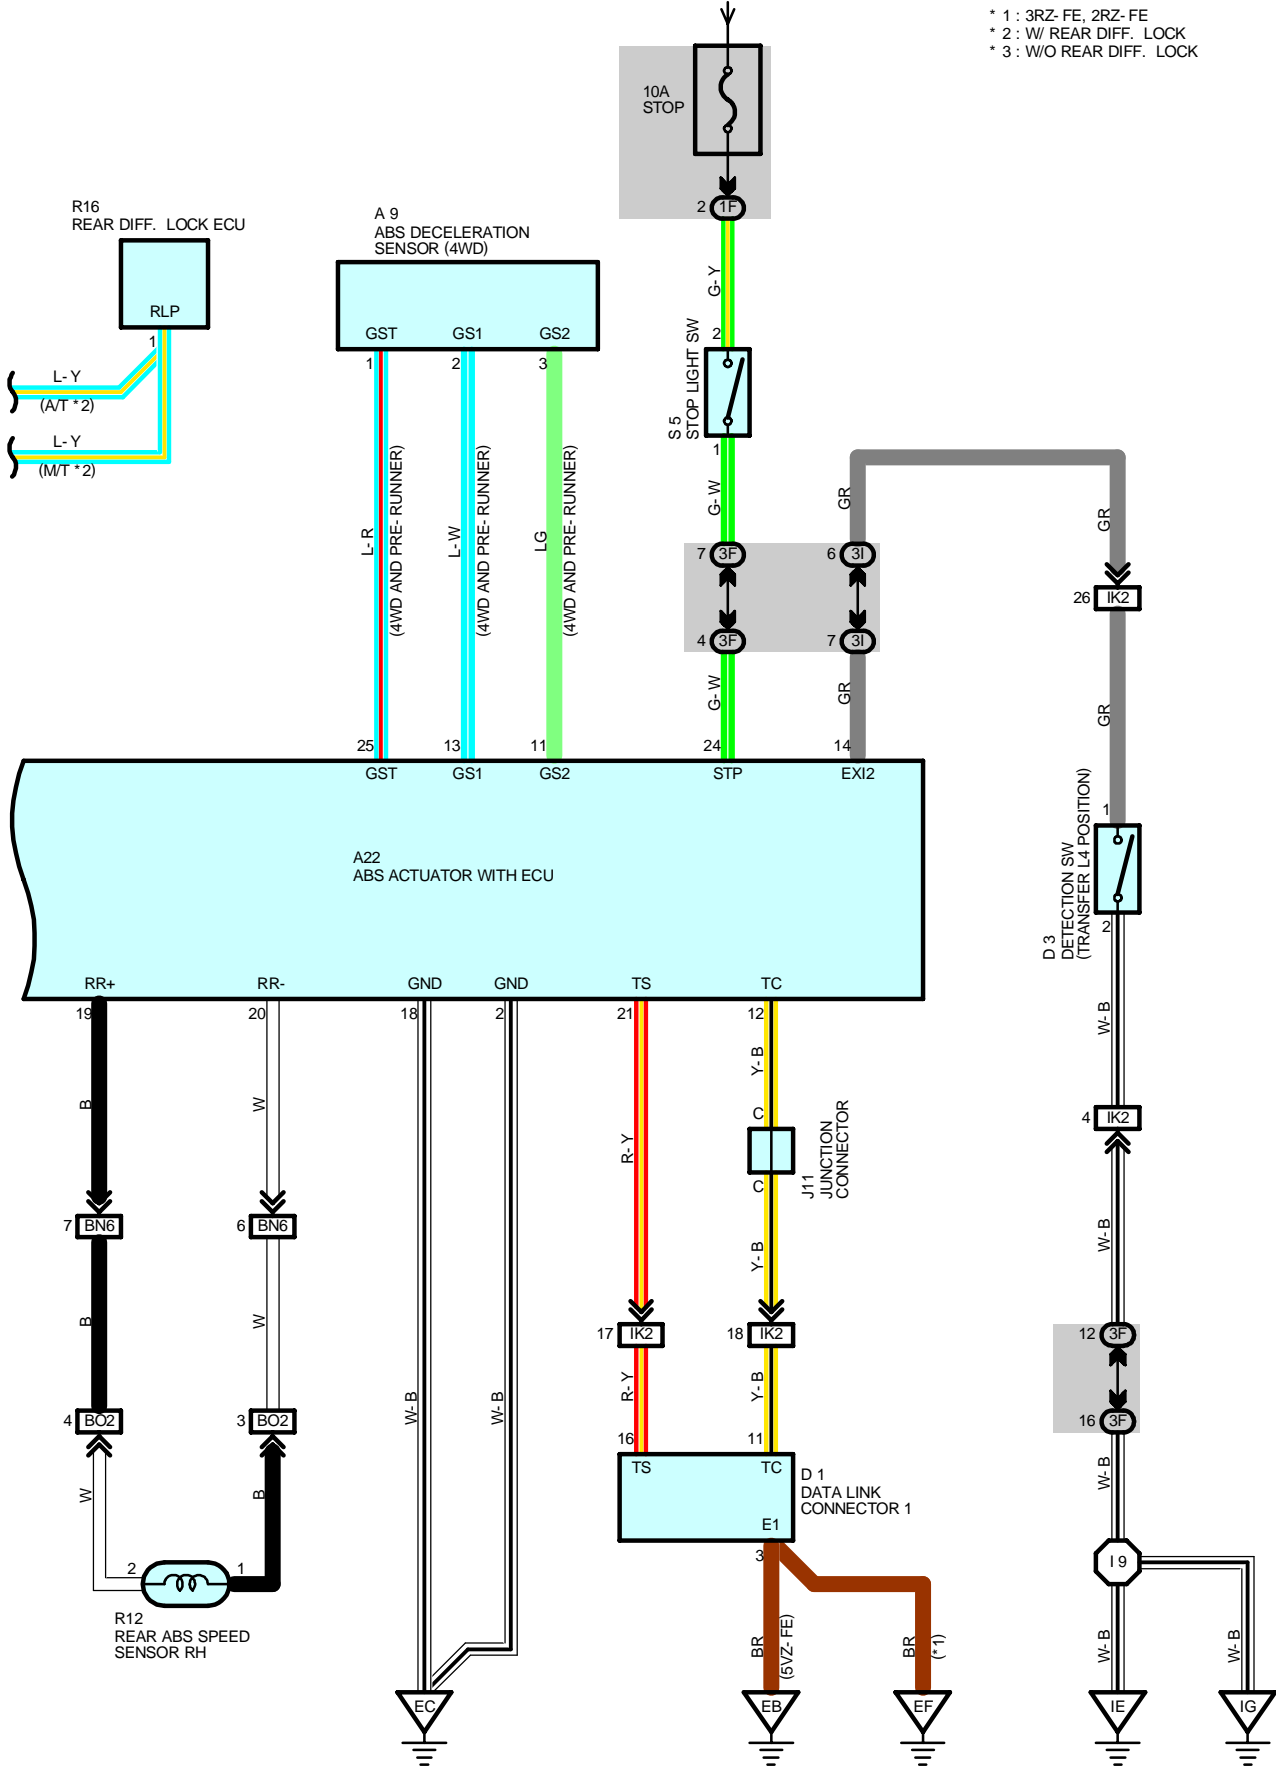 * 1 : 3RZ- FE, 2RZ- FE
* 2 : W/ REAR DIFF. LOCK
* 3 : W/O REAR DIFF. LOCK
10A
STOP
2 1F
R16
REAR DIFF. LOCK ECU
RLP
1
L- Y
(A/T * 2)
L- Y
(M/T * 2)
A 9
ABS DECELERATION
SENSOR (4WD)
GST GS1 GS2
1 2 3
L- R
(4WD AND PRE- RUNNER)
L- W
(4WD AND PRE- RUNNER)
LG
(4WD AND PRE- RUNNER)
G- Y
2
S 5
STOP LIGHT SW
1
G- W
GR
GR
7 3F
6 3I
4 3F
7 3I
26 IK2
G- W
GR
GR
25 13 11 24 14
GST GS1 GS2 STP EXI2
A22
ABS ACTUATOR WITH ECU
1
D 3
DETECTION SW
(TRANSFER L4 POSITION)
2
RR+ RR- GND GND TS TC
19 20 18 2 21 12
B
W
R- Y
Y- B
W- B
C
C
J11
JUNCTION
CONNECTOR
4 IK2
7 BN6
6 BN6
Y- B
W- B
B
W
17 IK2
18 IK2
12 3F
W- B
W- B
R- Y
Y- B
4 BO2
3 BO2
16 3F
16 11
TS TC
E1
D 1
DATA LINK
CONNECTOR 1
W
B
W- B
2 1
R12
REAR ABS SPEED
SENSOR RH
3
I 9
BR
(5VZ- FE)
BR
(* 1)
W- B
W- B
EC
EB
EF
IE
IG